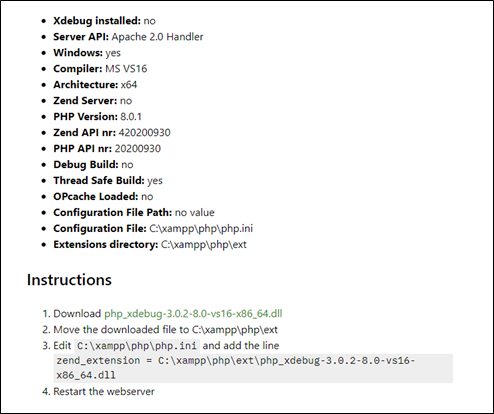 Xdebug installed: no
Server API: Apache 2.0 Handler
Windows: yes
Compiler: MS VS16
Architecture: x64
Zend Server: no
PHP Version: 8.0.1
Zend API nr: 420200930
PHP API nr: 20200930
Debug Build: no
Thread Safe Build: yes
OPcache Loaded: no
Configuration File Path: no value
Configuration File: C:\xampp\php\php.ini
Extensions directory: C:\xampp\php\ext
Instructions
1. Download php_xdebug-3.0.2-8.0-vs16-x86_64.dll
2. Move the downloaded file to C:\xampp\php\ext
3. Edit C:\xampp\php\php.ini and add the line
zend_extension = C:\xampp\php\ext\php_xdebug-3.0.2-8.0-vs16-
x86_64.dll
4. Restart the webserver